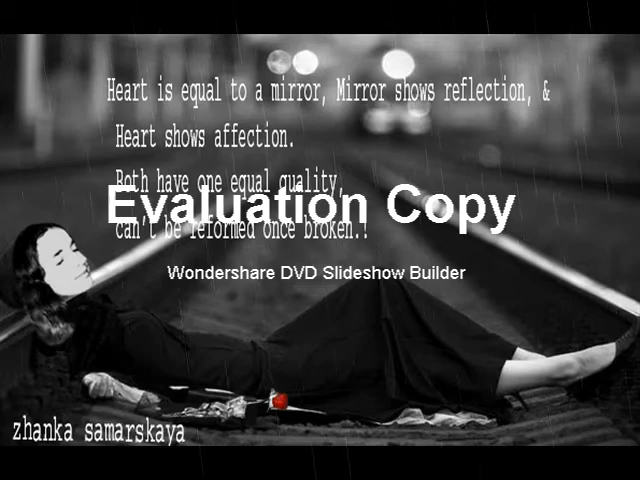 Heart is equal to a mirror, Mirror shows reflection, &
Heart shows affection.
Both have one equal quality,
can't be reformed once broken.!
Evaluation Copy
Wondershare DVD Slideshow Builder
zhanka samarskaya